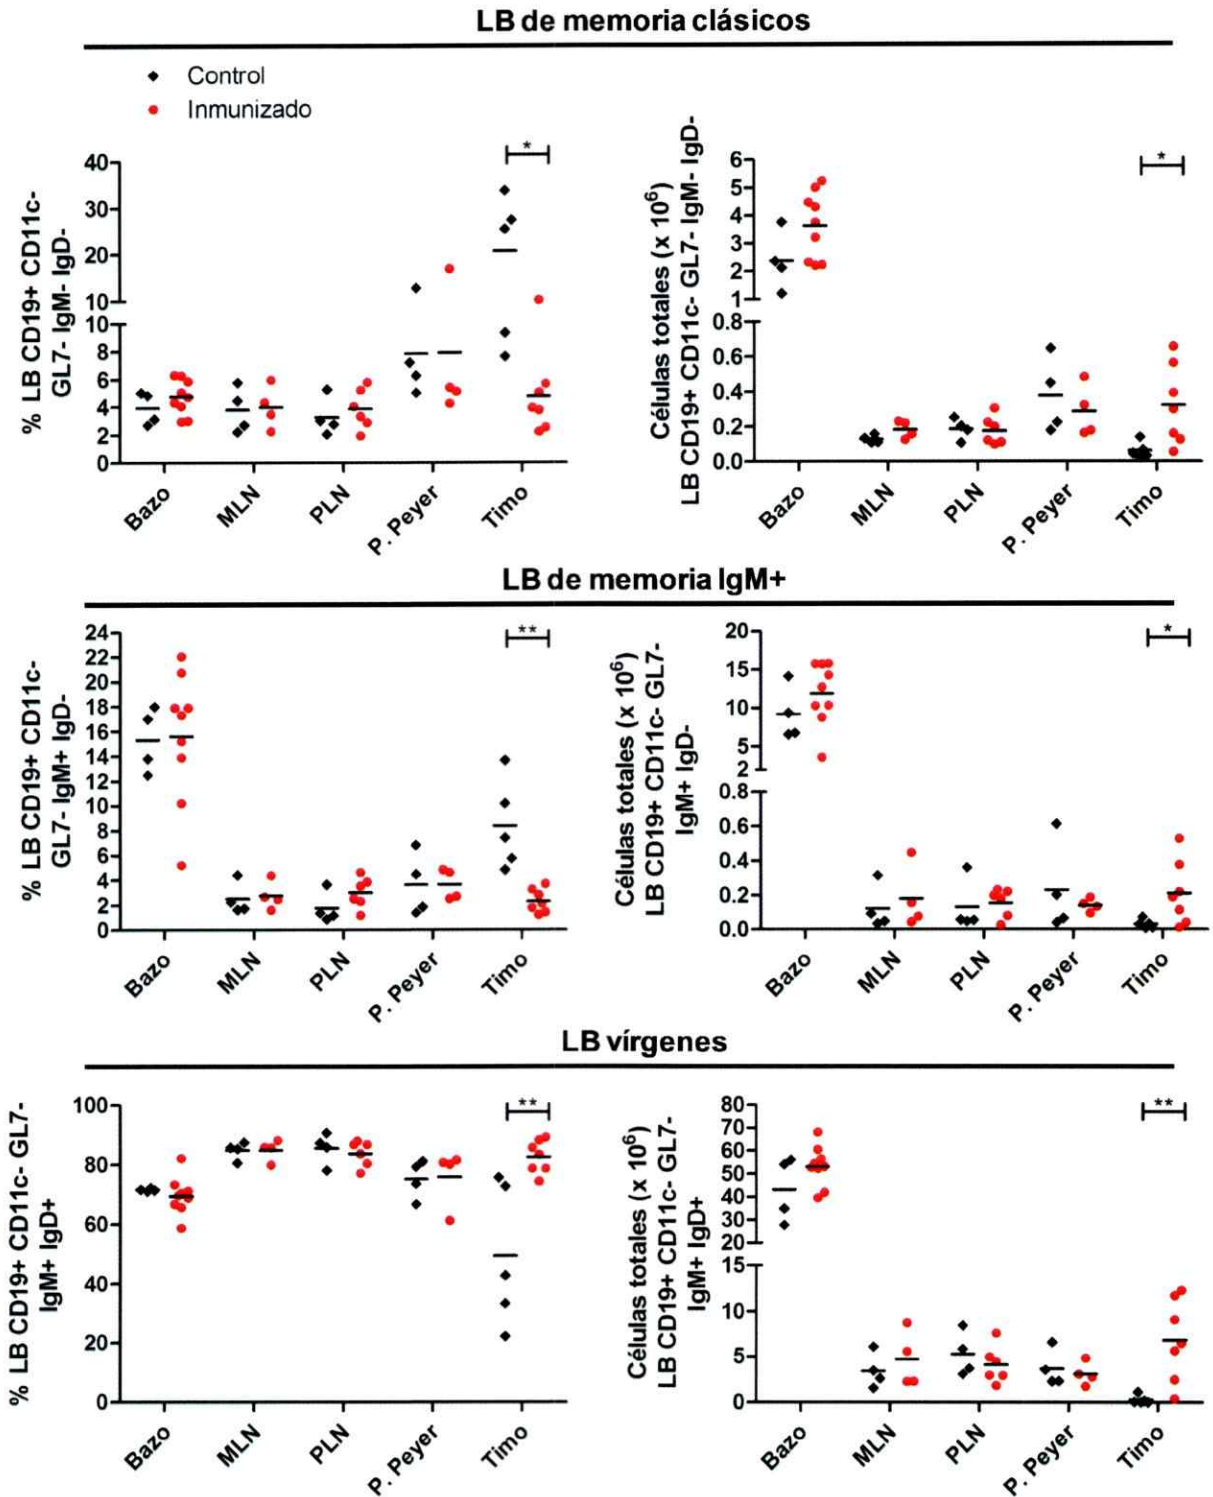 LB de memoria clásicos
Control
Inmunizado
% LB CD19+ CD11c-
GL7- IgM- IgD-
40
30
20
10
10
8
6
4
2
0
*
Bazo
MLN
PLN
P. Peyer
Timo
Células totales (x 10⁶)
LB CD19+ CD11c- GL7- IgM- IgD-
6
5
4
3
2
1
0.8
0.6
0.4
0.2
0.0
*
Bazo
MLN
PLN
P. Peyer
Timo
LB de memoria IgM+
% LB CD19+ CD11c-
GL7- IgM+ IgD-
24
22
20
18
16
14
12
10
8
6
4
2
0
**
Bazo
MLN
PLN
P. Peyer
Timo
Células totales (x 10⁶)
LB CD19+ CD11c- GL7-
IgM+ IgD-
20
15
10
5
2
0.8
0.6
0.4
0.2
0.0
*
Bazo
MLN
PLN
P. Peyer
Timo
LB vírgenes
% LB CD19+ CD11c- GL7-
IgM+ IgD+
100
80
60
40
20
0
**
Bazo
MLN
PLN
P. Peyer
Timo
Células totales (x 10⁶)
LB CD19+ CD11c- GL7-
IgM+ IgD+
80
70
60
50
40
30
20
15
10
5
0
**
Bazo
MLN
PLN
P. Peyer
Timo